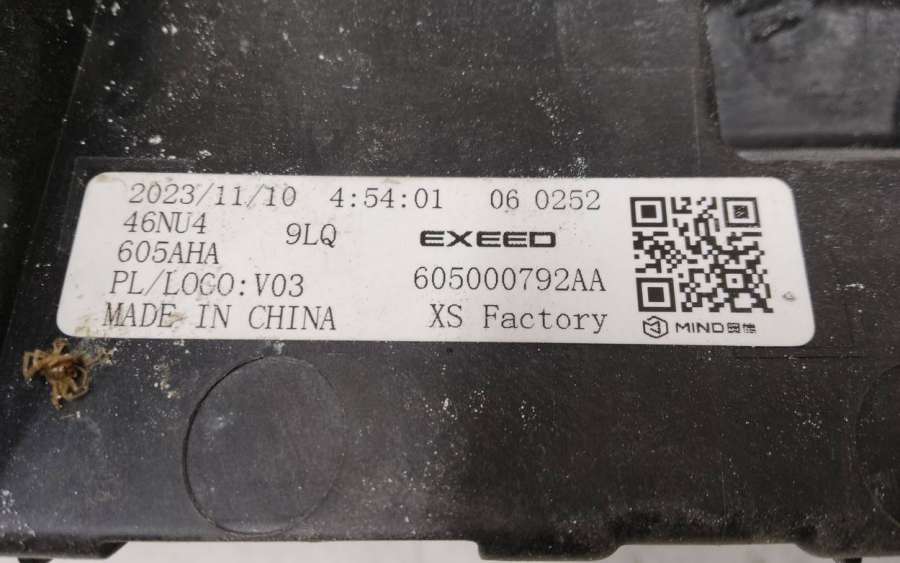 2023/11/10 4:54:01 06 0252
46NU4 9LQ EXEED
605AHA
PL/LOGO:V03 605000792AA
MADE IN CHINA XS Factory
MIND